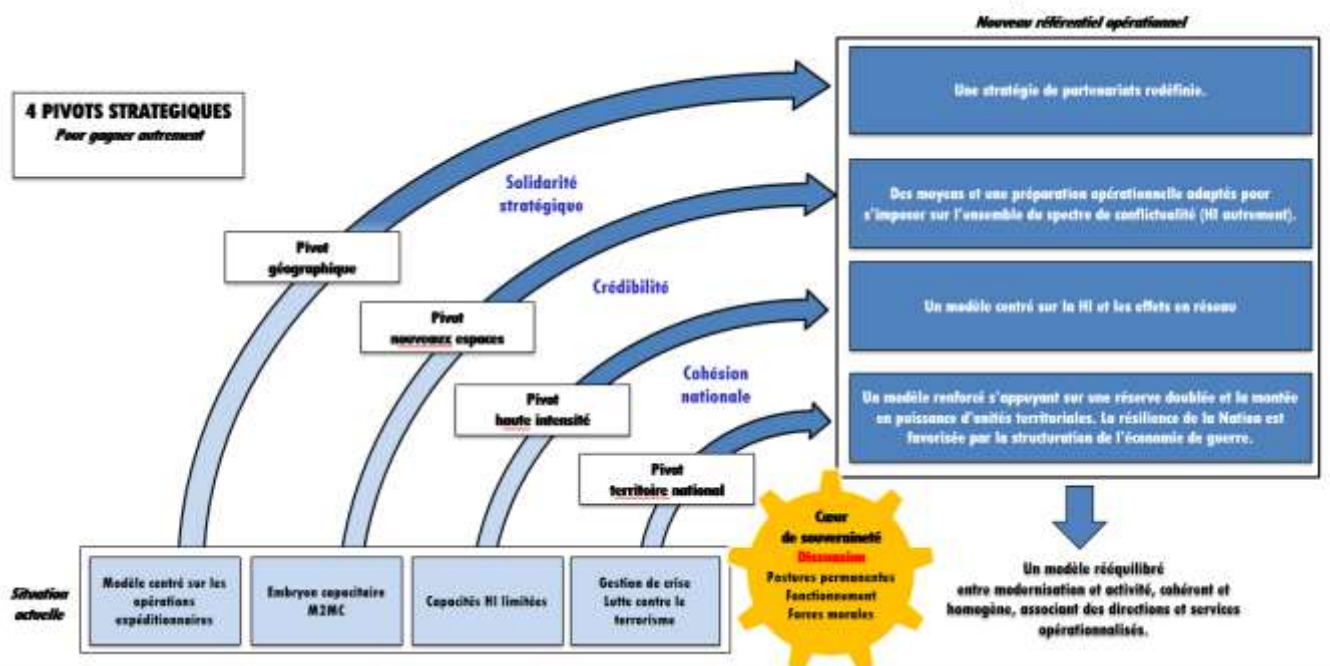 Nouveau référentiel opérationnel
4 PIVOTS STRATEGIQUES
Pour gagner autrement
Une stratégie de partenariats redéfinie.
Des moyens et une préparation opérationnelle adaptés pour
s'imposer sur l'ensemble du spectre de conflictualité (HI autrement).
Un modèle centré sur la HI et les effets en réseau
Un modèle renforcé s'appuyant sur une réserve doublée et la montée
en puissance d'unités territoriales. La résilience de la Nation est
favorisée par la structuration de l'économie de guerre.
Solidarité
stratégique
Crédibilité
Cohésion
nationale
Pivot
géographique
Pivot
nouveaux espaces
Pivot
haute intensité
Pivot
territoire national
Situation
actuelle
Modèle centré sur les
opérations
expéditionnaires
Embryon capacitaire
M2MC
Capacités HI limitées
Gestion de crise
Lutte contre le
terrorisme
Cœur
de souveraineté
Dissuasion
Postures permanentes
Fonctionnement
Forces morales
Un modèle rééquilibré
entre modernisation et activité, cohérent et
homogène, associant des directions et services
opérationnalisés.